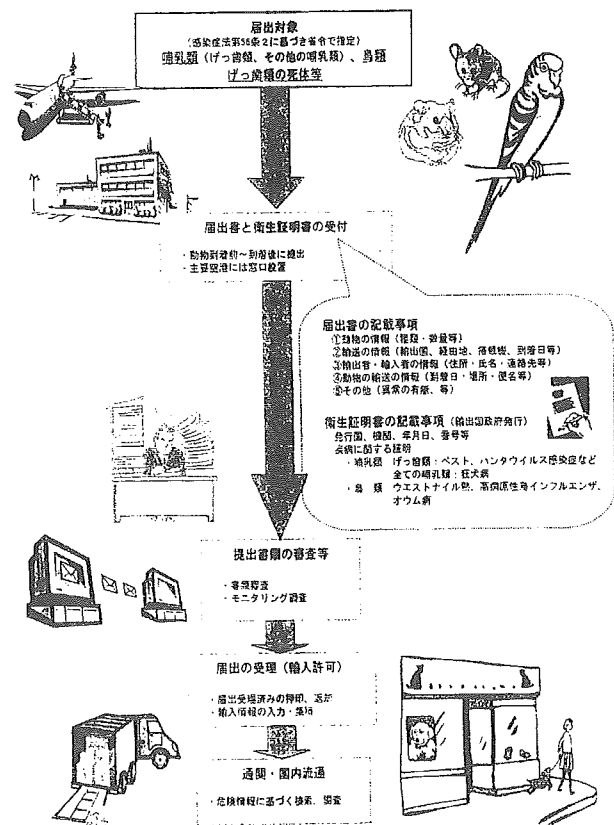 届出対象
(感染症法第56条2に基づき省令で指定)
哺乳類（げっ歯類、その他の哺乳類）、鳥類
げっ歯類の死体等
届出書と衛生証明書の受付
・動物到着前～到着後に提出
・主要空港には窓口設置
届出書の記載事項
①動物の情報（種類・数量等）
②輸送の情報（輸出国、経由地、搭載機、到着日等）
③輸出者・輸入者の情報（住所・氏名・連絡先等）
④動物の輸送の情報（到着日・場所・便名等）
⑤その他（異常の有無、等）
衛生証明書の記載事項（輸出国政府発行）
発行国、機関、年月日、番号等
疾病に関する証明
・哺乳類　げっ歯類：ペスト、ハンタウイルス感染症など
全ての哺乳類：狂犬病
・鳥　類　ウエストナイル熱、高病原性鳥インフルエンザ、
オウム病
提出書類の審査等
・書類審査
・モニタリング調査
届出の受理（輸入許可）
・届出受理済みの押印、返却
・輸入情報の入力・集積
通関・国内流通
・危険情報に基づく検索、調査